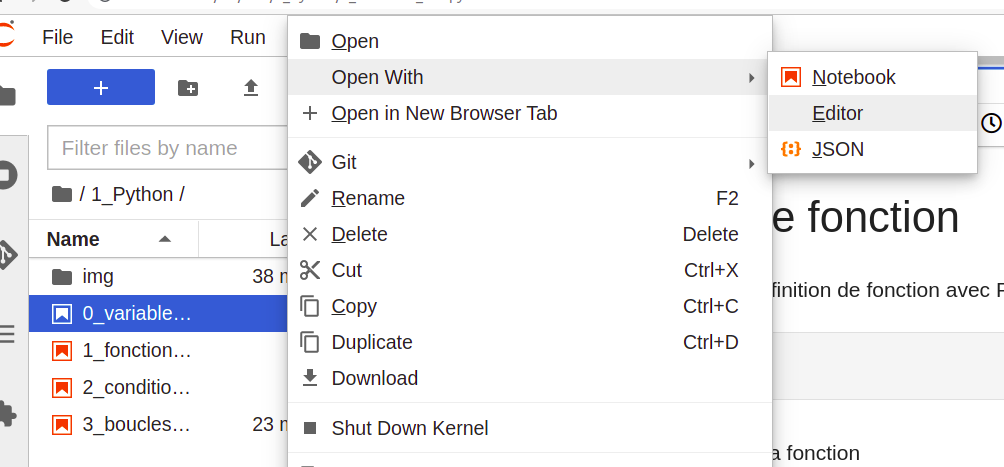 File Edit View Run
Filter files by name
/ 1_Python /
Name
img 38
0_variable…
1_fonction…
2_conditio…
3_boucles… 23
Open
Open With
Open in New Browser Tab
Git
Rename F2
Delete Delete
Cut Ctrl+X
Copy Ctrl+C
Duplicate Ctrl+D
Download
Shut Down Kernel
Notebook
Editor
JSON
e fonction
finition de fonction avec
a fonction